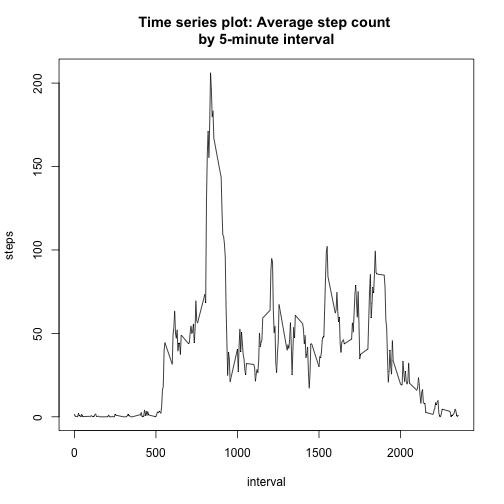 Time series plot: Average step count
by 5-minute interval
steps
200
150
100
50
0
0 500 1000 1500 2000
interval